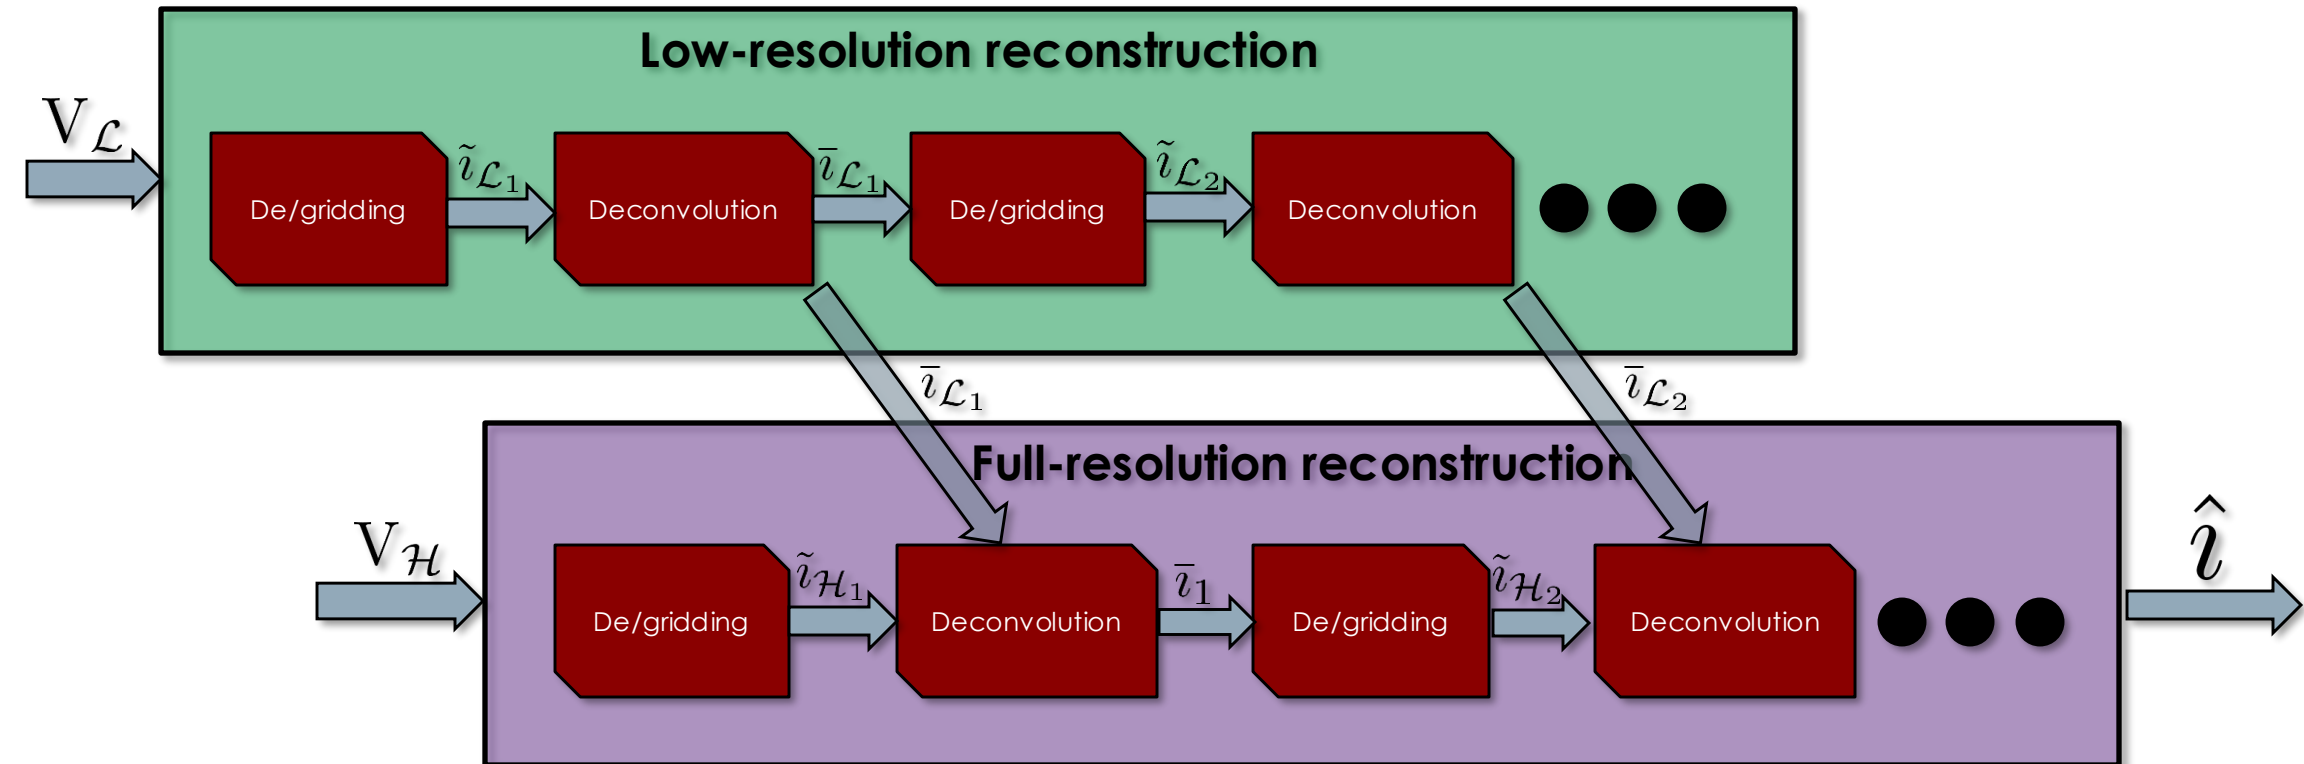 Low-resolution reconstruction
V_ℒ
ĩ_ℒ₁
ī_ℒ₁
ĩ_ℒ₂
De/gridding
Deconvolution
De/gridding
Deconvolution
ī_ℒ₁
ī_ℒ₂
Full-resolution reconstruction
V_ℋ
ĩ_ℋ₁
ī₁
ĩ_ℋ₂
î
De/gridding
Deconvolution
De/gridding
Deconvolution